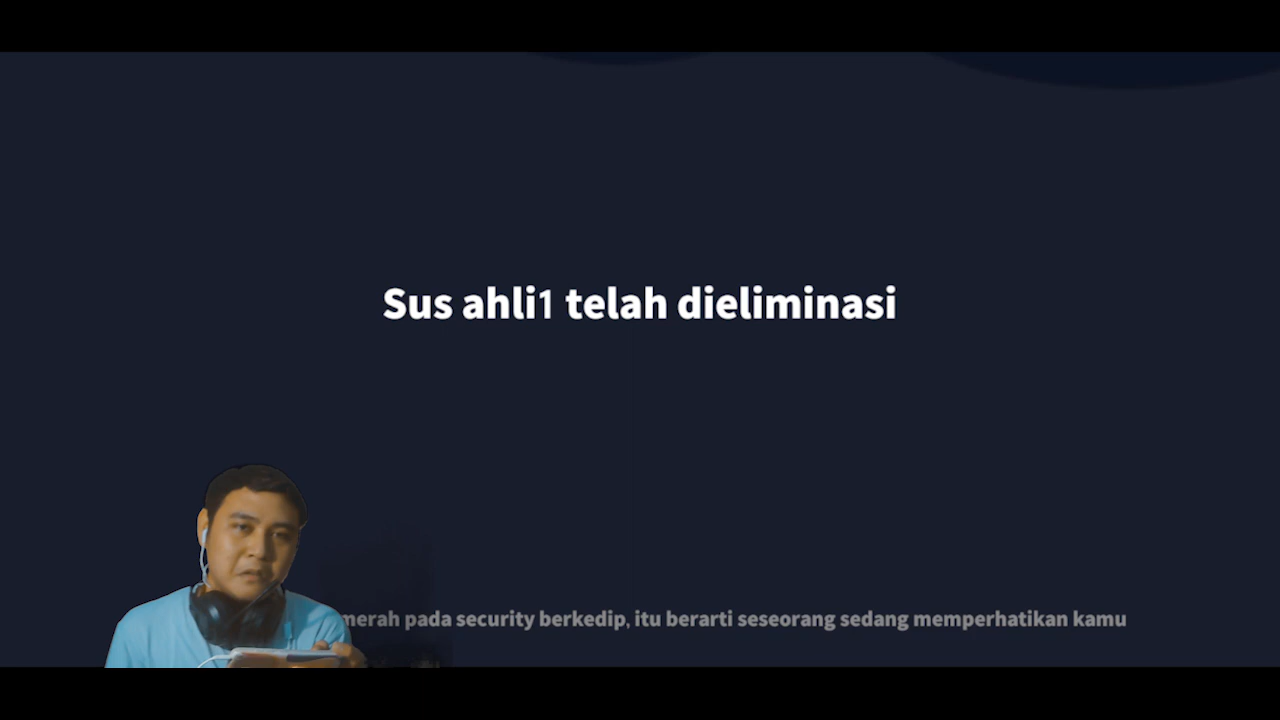 Sus ahli1 telah dieliminasi
merah pada security berkedip, itu berarti seseorang sedang memperhatikan kamu